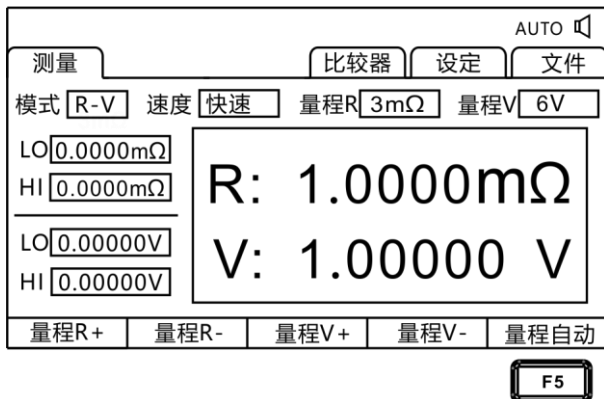 AUTO
测量 比较器 设定 文件
模式 R-V 速度 快速 量程R 3mΩ 量程V 6V
LO 0.0000mΩ
HI 0.0000mΩ
R: 1.0000mΩ
LO 0.00000V
HI 0.00000V
V: 1.00000 V
量程R+ 量程R- 量程V+ 量程V- 量程自动
F5